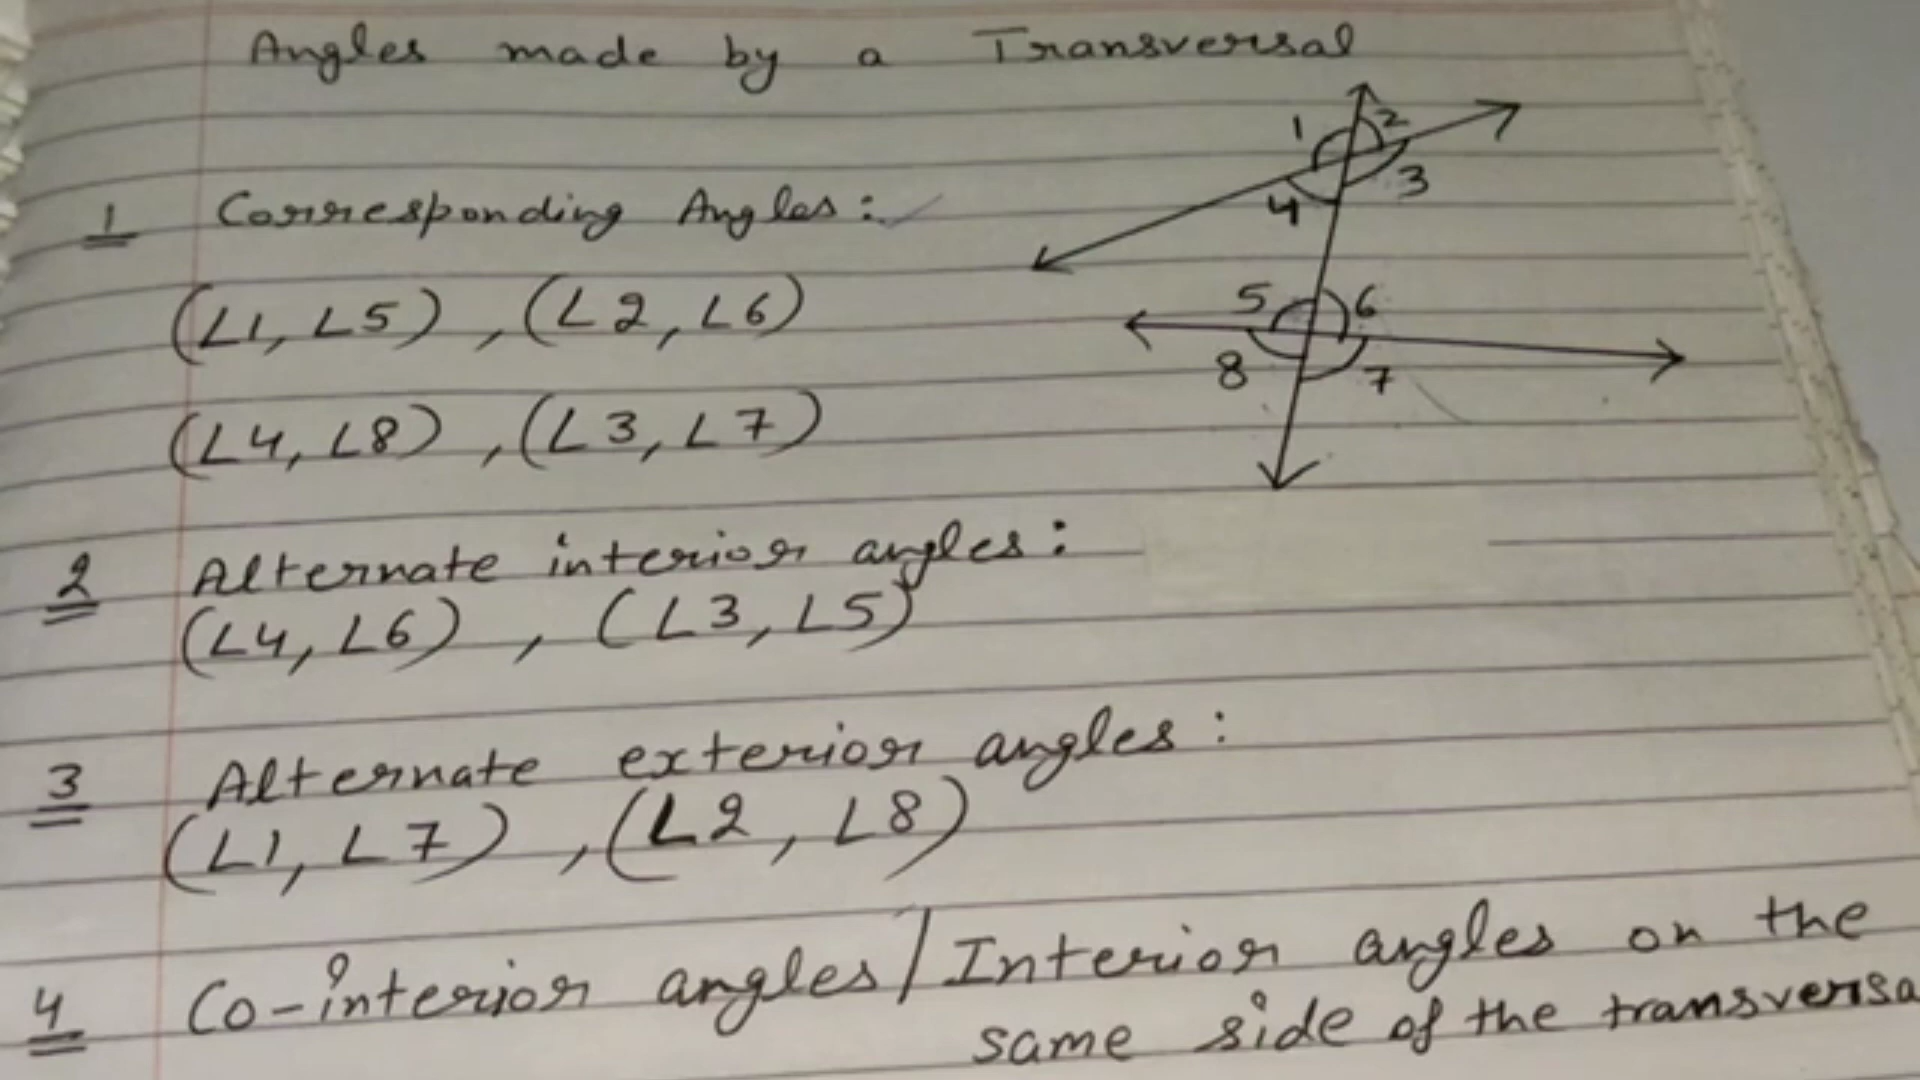 Angles made by a Transversal
1 2
3
4
1 Corresponding Angles:
(∠1, ∠5), (∠2, ∠6)
5 6
8 7
(∠4, ∠8), (∠3, ∠7)
2 Alternate interior angles:
(∠4, ∠6), (∠3, ∠5)
3 Alternate exterior angles:
(∠1, ∠7), (∠2, ∠8)
4 Co-interior angles/Interior angles on the
same side of the transversa